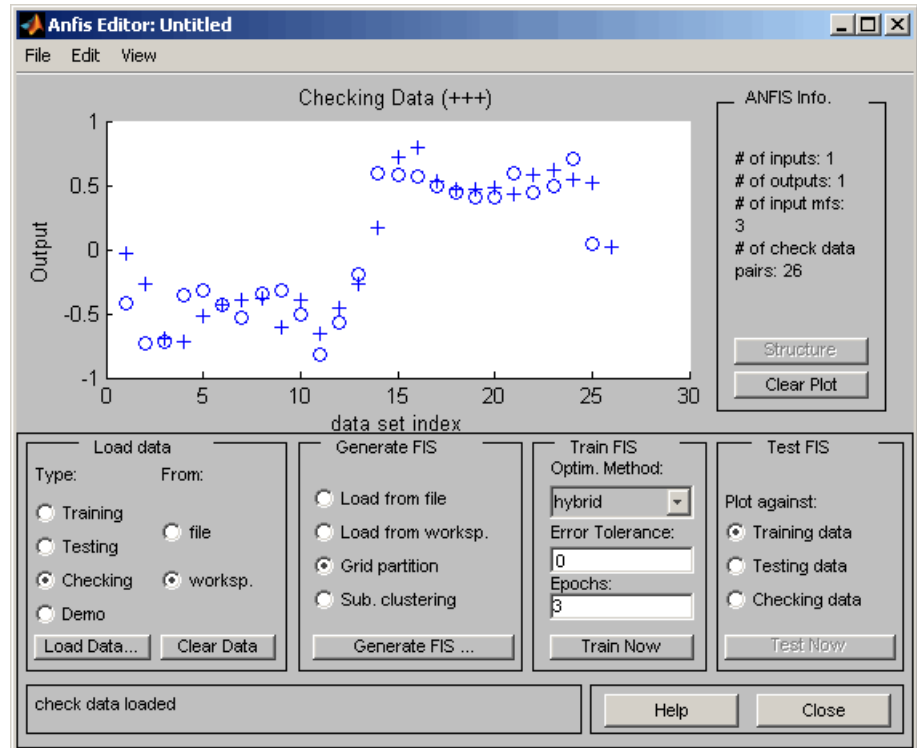 Anfis Editor: Untitled
File Edit View
Checking Data (+++)
1
0.5
0
-0.5
-1
Output
0 5 10 15 20 25 30
data set index
ANFIS Info.
# of inputs: 1
# of outputs: 1
# of input mfs:
3
# of check data
pairs: 26
Structure
Clear Plot
Load data
Type: From:
Training
Testing
Checking
Demo
file
worksp.
Load Data... Clear Data
Generate FIS
Load from file
Load from worksp.
Grid partition
Sub. clustering
Generate FIS ...
Train FIS
Optim. Method:
hybrid
Error Tolerance:
0
Epochs:
3
Train Now
Test FIS
Plot against:
Training data
Testing data
Checking data
Test Now
check data loaded
Help Close